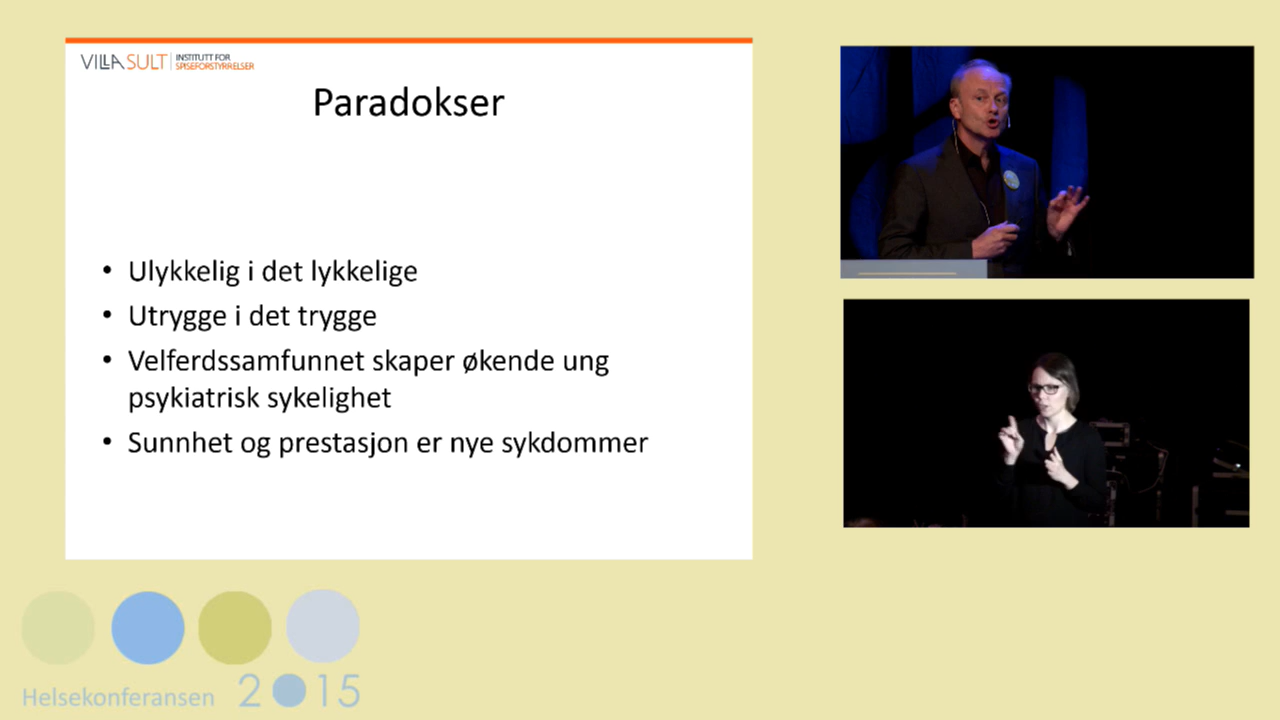 VILLA SULT
INSTITUTT FOR
SPISEFORSTYRRELSER
Paradokser
• Ulykkelig i det lykkelige
• Utrygge i det trygge
• Velferdssamfunnet skaper økende ung
psykiatrisk sykelighet
• Sunnhet og prestasjon er nye sykdommer
Helsekonferansen 2015